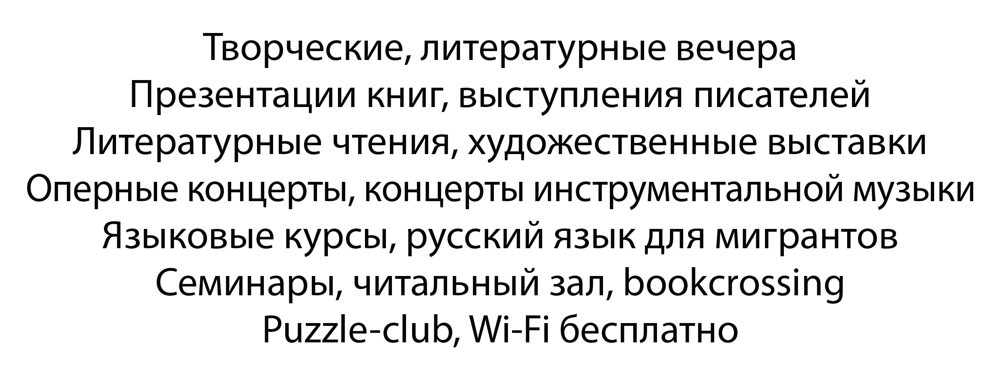 Творческие, литературные вечера
Презентации книг, выступления писателей
Литературные чтения, художественные выставки
Оперные концерты, концерты инструментальной музыки
Языковые курсы, русский язык для мигрантов
Семинары, читальный зал, bookcrossing
Puzzle-club, Wi-Fi бесплатно